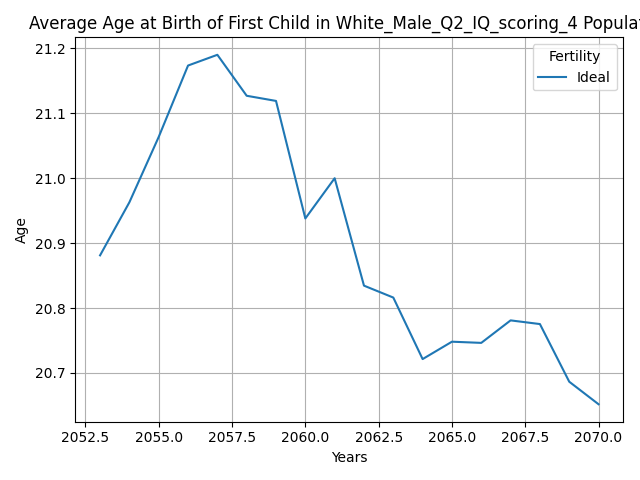 Average Age at Birth of First Child in White_Male_Q2_IQ_scoring_4 Populat
21.2
21.1
21.0
20.9
20.8
20.7
Age
Fertility
Ideal
2052.5 2055.0 2057.5 2060.0 2062.5 2065.0 2067.5 2070.0
Years